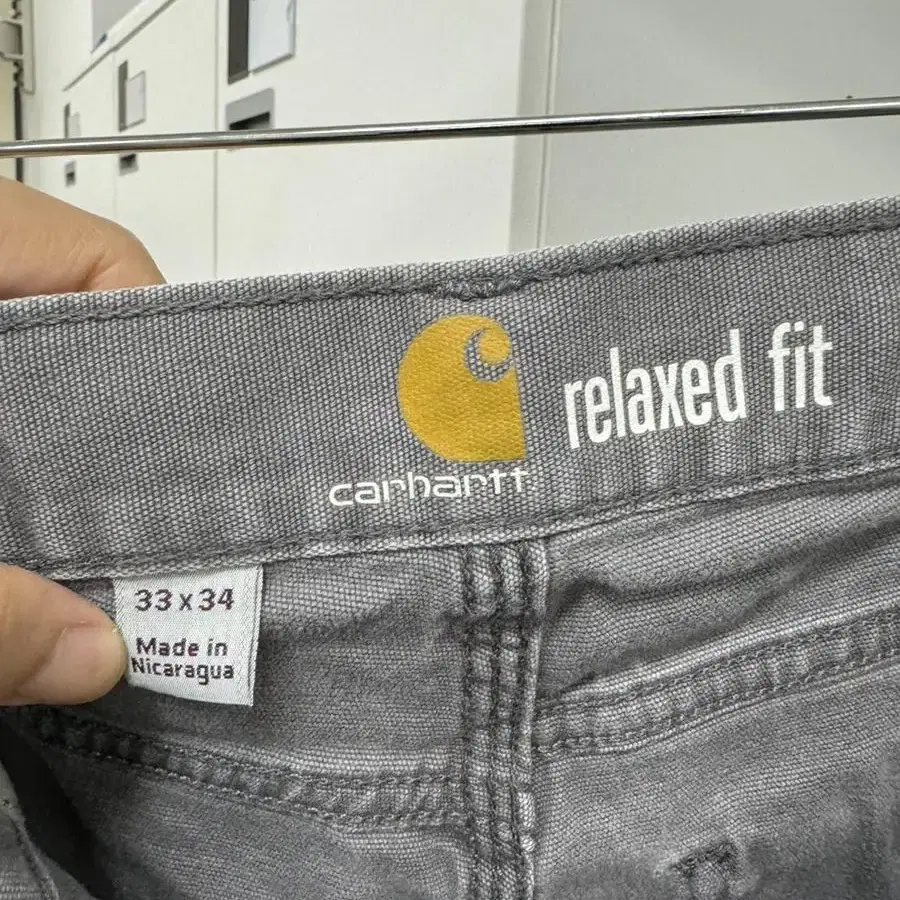 relaxed fit
carhartt
33 x 34
Made in
Nicaragua